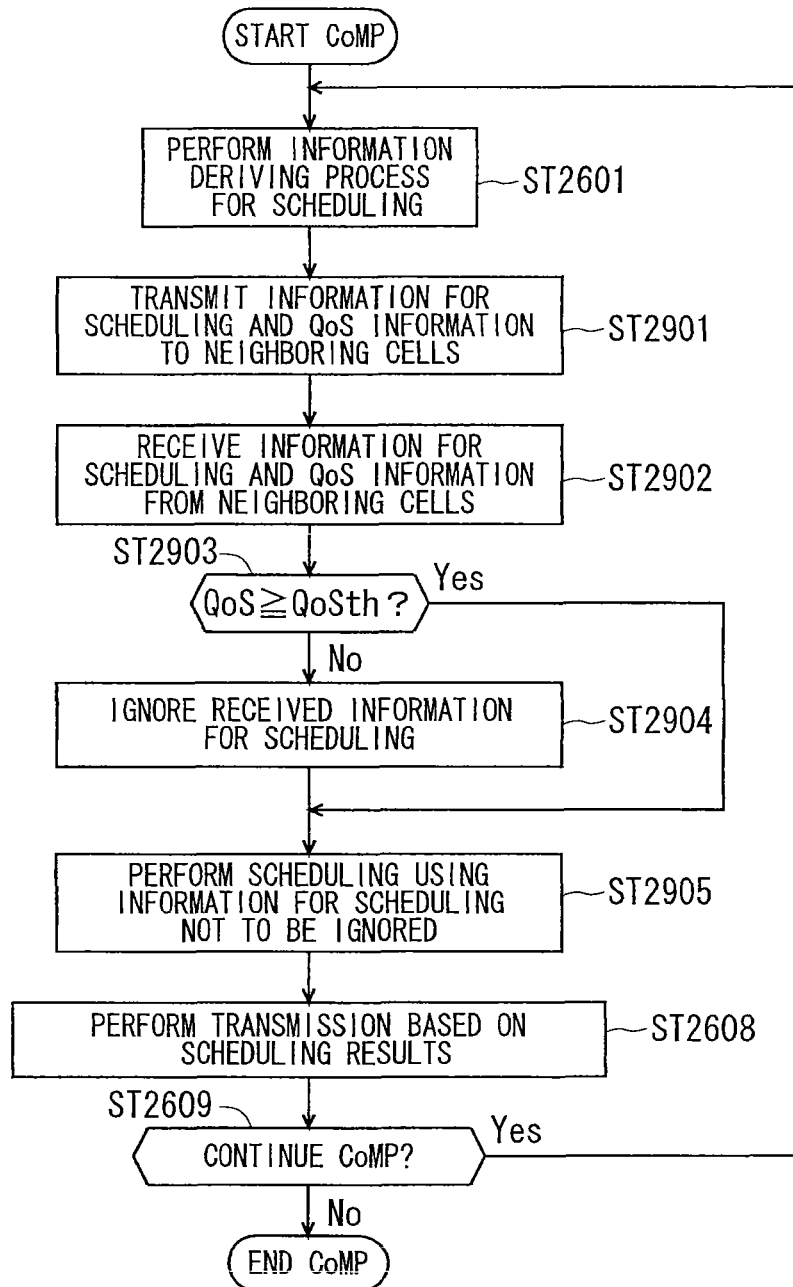 START CoMP
PERFORM INFORMATION
DERIVING PROCESS
FOR SCHEDULING
ST2601
TRANSMIT INFORMATION FOR
SCHEDULING AND QoS INFORMATION
TO NEIGHBORING CELLS
ST2901
RECEIVE INFORMATION FOR
SCHEDULING AND QoS INFORMATION
FROM NEIGHBORING CELLS
ST2902
ST2903
QoS≧QoSth?
Yes
No
IGNORE RECEIVED INFORMATION
FOR SCHEDULING
ST2904
PERFORM SCHEDULING USING
INFORMATION FOR SCHEDULING
NOT TO BE IGNORED
ST2905
PERFORM TRANSMISSION BASED ON
SCHEDULING RESULTS
ST2608
ST2609
CONTINUE CoMP?
Yes
No
END CoMP